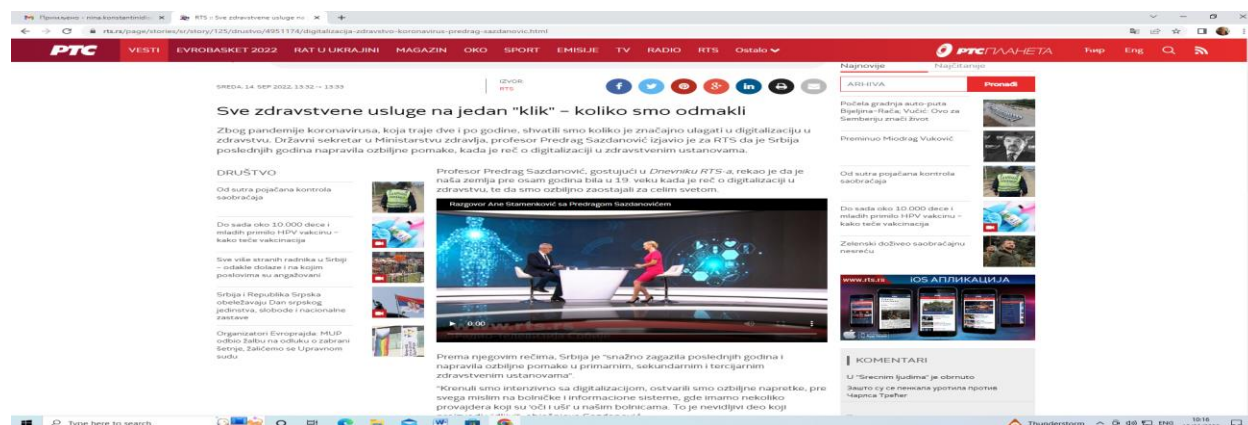 RTS :: Sve zdravstvene usluge na
rts.rs/page/stories/sr/story/125/drustvo/4951174/digitalizacija-zdravstvo-koronavirus-predrag-sazdanovic.html
РТС VESTI EVROBASKET 2022 RAT U UKRAJINI MAGAZIN OKO SPORT EMISIJE TV RADIO RTS Ostalo РТС ПЛАНЕТА Ћир Eng
SREDA, 14. SEP 2022, 13:32 -> 13:33
IZVOR:
RTS
Sve zdravstvene usluge na jedan "klik" – koliko smo odmakli
Zbog pandemije koronavirusa, koja traje dve i po godine, shvatili smo koliko je značajno ulagati u digitalizaciju u
zdravstvu. Državni sekretar u Ministarstvu zdravlja, profesor Predrag Sazdanović izjavio je za RTS da je Srbija
poslednjih godina napravila ozbiljne pomake, kada je reč o digitalizaciji u zdravstvenim ustanovama.
DRUŠTVO
Od sutra pojačana kontrola
saobraćaja
Do sada oko 10.000 dece i
mladih primilo HPV vakcinu –
kako teče vakcinacija
Sve više stranih radnika u Srbiji
– odakle dolaze i na kojim
poslovima su angažovani
Srbija i Republika Srpska
obeležavaju Dan srpskog
jedinstva, slobode i nacionalne
zastave
Organizatori Evroprajda: MUP
odbio žalbu na odluku o zabrani
šetnje, žalićemo se Upravnom
sudu
Profesor Predrag Sazdanović, gostujući u Dnevniku RTS-a, rekao je da je
naša zemlja pre osam godina bila u 19. veku kada je reč o digitalizaciji u
zdravstvu, te da smo ozbiljno zaostajali za celim svetom.
Razgovor Ane Stamenković sa Predragom Sazdanovićem
0:00
www.rts.rs
Prema njegovim rečima, Srbija je "snažno zagazila poslednjih godina i
napravila ozbiljne pomake u primarnim, sekundarnim i tercijarnim
zdravstvenim ustanovama".
"Krenuli smo intenzivno sa digitalizacijom, ostvarili smo ozbiljne napretke, pre
svega mislim na bolničke i informacione sisteme, gde imamo nekoliko
provajdera koji su 'oči i uši' u našim bolnicama. To je nevidljivi deo koji
Najnovije Najčitanije
ARHIVA Pronađi
Počela gradnja auto-puta
Bijeljina–Rača, Vučić: Ovo za
Semberiju znači život
Preminuo Miodrag Vuković
Od sutra pojačana kontrola
saobraćaja
Do sada oko 10.000 dece i
mladih primilo HPV vakcinu –
kako teče vakcinacija
Zelenski doživeo saobraćajnu
nesreću
www.rts.rs iOS АПЛИКАЦИЈА
KOMENTARI
U "Srecnim ljudima" je obrnuto
Зашто су се пенкала уротила против
Чарлса Трећег
Type here to search
Thunderstorm ENG 10:16